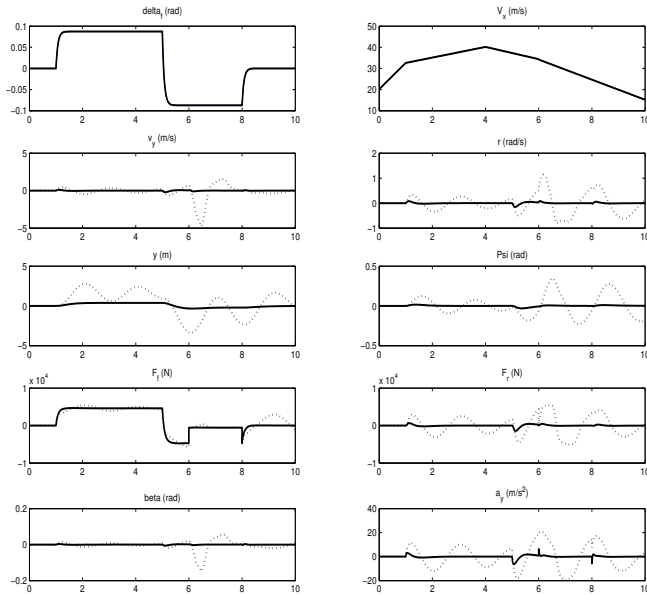 delta_f (rad)
0.1
0.05
0
−0.05
−0.1
0 2 4 6 8 10
V_x (m/s)
50
40
30
20
10
0 2 4 6 8 10
v_y (m/s)
5
0
−5
0 2 4 6 8 10
r (rad/s)
2
1
0
−1
0 2 4 6 8 10
y (m)
5
0
−5
0 2 4 6 8 10
Psi (rad)
0.5
0
−0.5
0 2 4 6 8 10
F_f (N)
x 10^4
1
0
−1
0 2 4 6 8 10
F_r (N)
x 10^4
1
0
−1
0 2 4 6 8 10
beta (rad)
0.2
0
−0.2
0 2 4 6 8 10
a_y (m/s^2)
40
20
0
−20
0 2 4 6 8 10